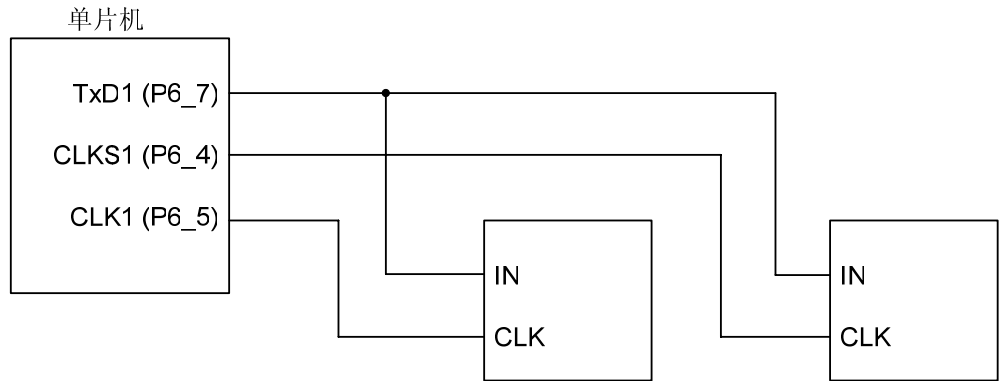 单片机
TxD1 (P6_7)
CLKS1 (P6_4)
CLK1 (P6_5)
IN
CLK
IN
CLK